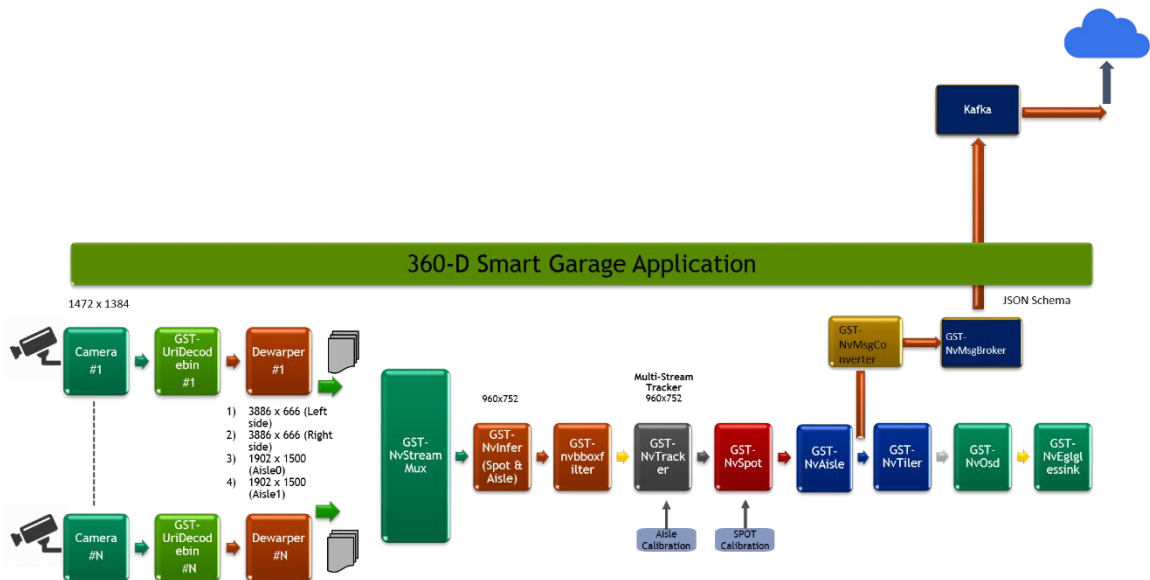 Kafka
360-D Smart Garage Application
1472 x 1384
JSON Schema
Camera
#1
GST-
UriDecod
ebin
#1
Dewarper
#1
GST-
NvMsgCo
nverter
GST-
NvMsgBroker
1) 3886 x 666 (Left
side)
2) 3886 x 666 (Right
side)
3) 1902 x 1500
(Aisle0)
4) 1902 x 1500
(Aisle1)
GST-
NvStream
Mux
960x752
GST-
NvInfer
(Spot &
Aisle)
GST-
nvbboxf
ilter
Multi-Stream
Tracker
960x752
GST-
NvTrack
er
GST-
NvSpot
GST-
NvAisle
GST-
NvTiler
GST-
NvOsd
GST-
NvEglgl
essink
Aisle
Calibration
SPOT
Calibration
Camera
#N
GST-
UriDecod
ebin
#N
Dewarper
#N